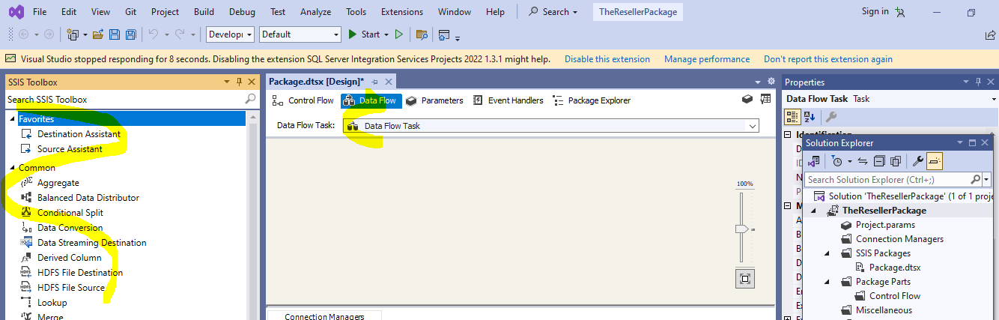 File Edit View Git Project Build Debug Test Analyze Tools Extensions Window Help Search TheResellerPackage Sign in
Default Start
Visual Studio stopped responding for 8 seconds. Disabling the extension SQL Server Integration Services Projects 2022 1.3.1 might help. Disable this extension Manage performance Don't report this extension again
SSIS Toolbox
Search SSIS Toolbox
Favorites
Destination Assistant
Source Assistant
Common
Aggregate
Balanced Data Distributor
Conditional Split
Data Conversion
Data Streaming Destination
Derived Column
HDFS File Destination
HDFS File Source
Lookup
Merge
Package.dtsx [Design]*
Control Flow Data Flow Parameters Event Handlers Package Explorer
Data Flow Task: Data Flow Task
100%
Connection Managers
Properties
Data Flow Task Task
Solution Explorer
Search Solution Explorer (Ctrl+;)
Solution 'TheResellerPackage' (1 of 1
TheResellerPackage
Project.params
Connection Managers
SSIS Packages
Package.dtsx
Package Parts
Control Flow
Miscellaneous